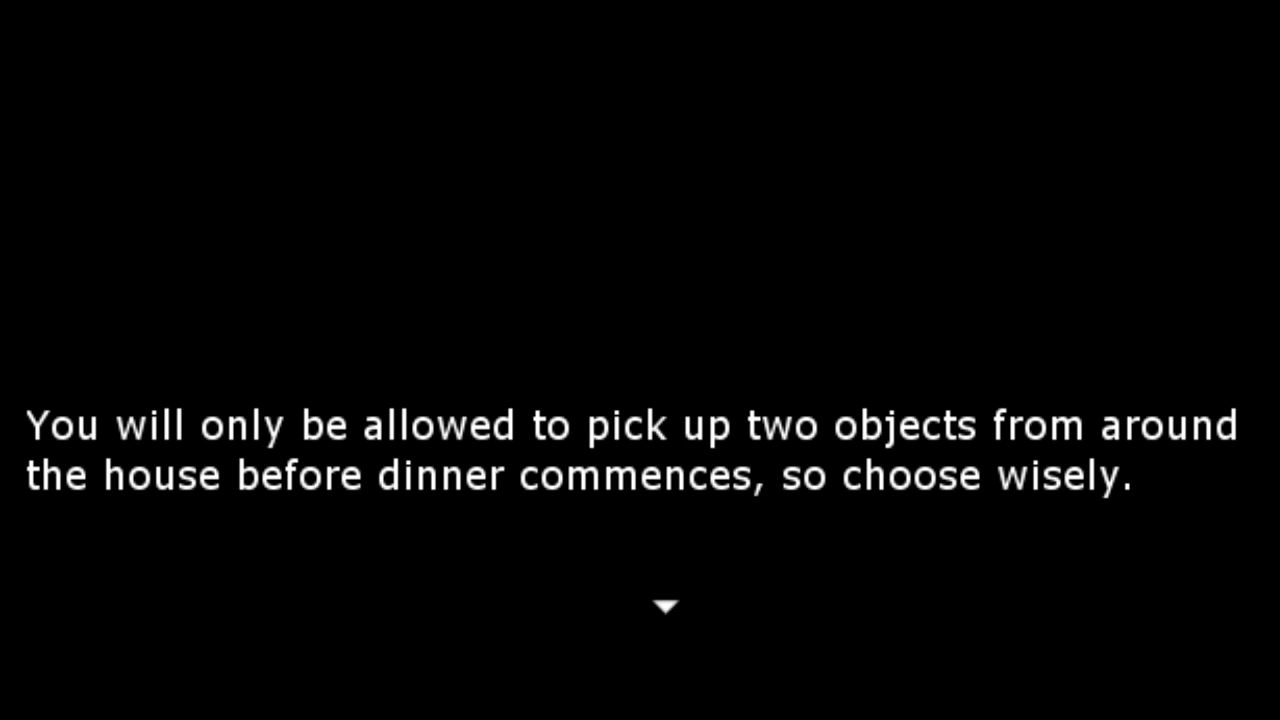 You will only be allowed to pick up two objects from around
the house before dinner commences, so choose wisely.